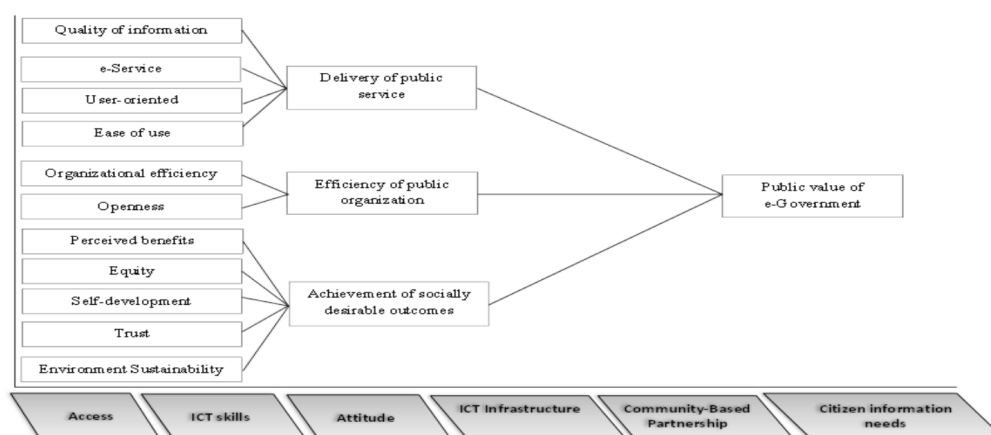 Quality of information
e-Service
User-oriented
Ease of use
Delivery of public
service
Organizational efficiency
Openness
Efficiency of public
organization
Perceived benefits
Equity
Self-development
Trust
Environment Sustainability
Achievement of socially
desirable outcomes
Public value of
e-Government
Access
ICT skills
Attitude
ICT Infrastructure
Community-Based
Partnership
Citizen information
needs